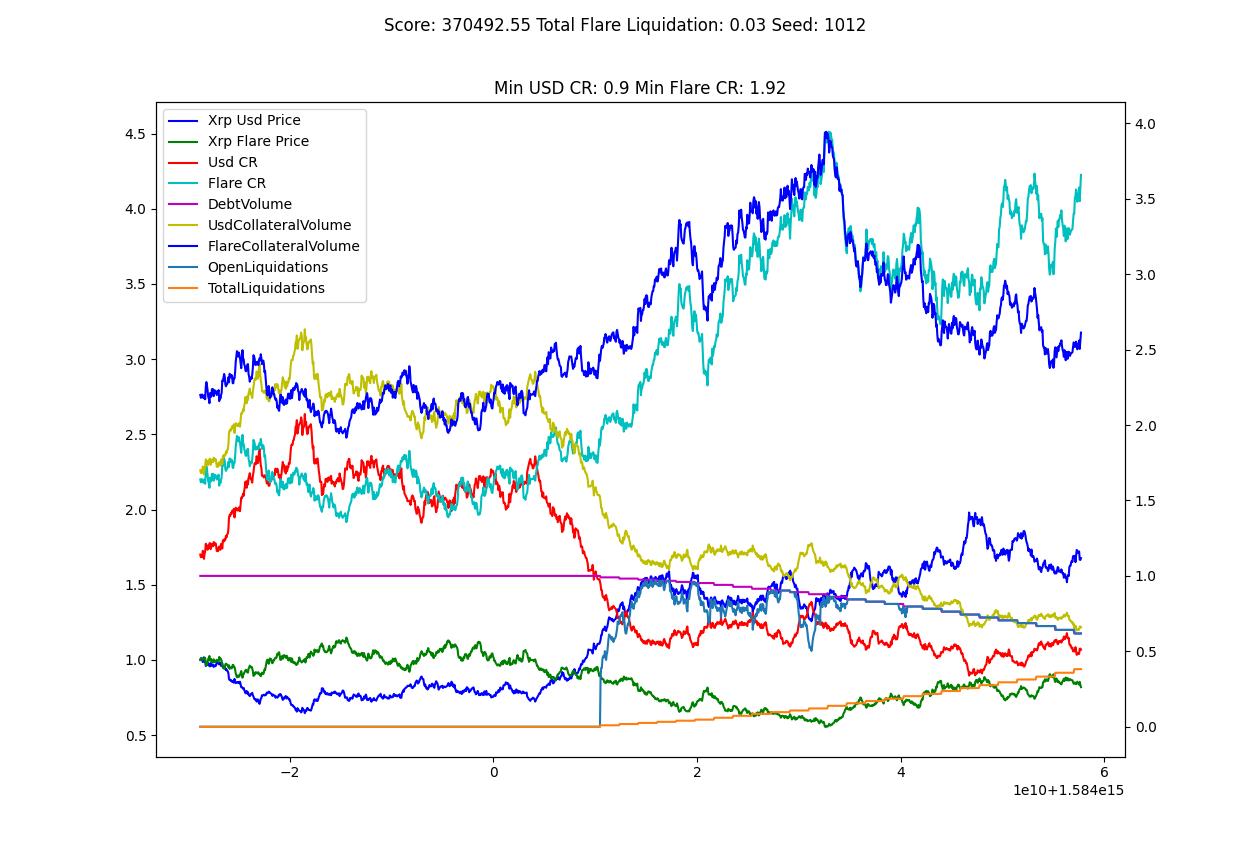 Score: 370492.55 Total Flare Liquidation: 0.03 Seed: 1012
Min USD CR: 0.9 Min Flare CR: 1.92
Xrp Usd Price
Xrp Flare Price
Usd CR
Flare CR
DebtVolume
UsdCollateralVolume
FlareCollateralVolume
OpenLiquidations
TotalLiquidations
4.5
4.0
3.5
3.0
2.5
2.0
1.5
1.0
0.5
4.0
3.5
3.0
2.5
2.0
1.5
1.0
0.5
0.0
−2 0 2 4 6
1e10+1.584e15